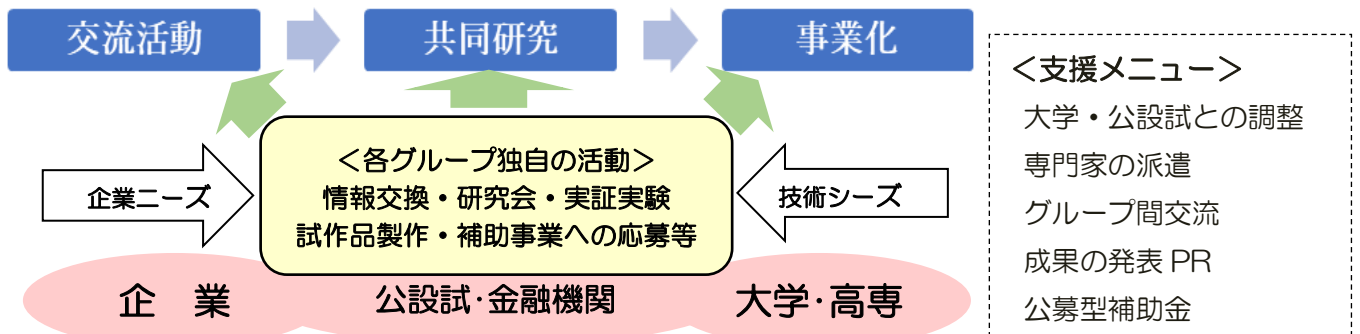 交流活動
共同研究
事業化
＜支援メニュー＞
大学・公設試との調整
専門家の派遣
グループ間交流
成果の発表 PR
公募型補助金
企業ニーズ
＜各グループ独自の活動＞
情報交換・研究会・実証実験
試作品製作・補助事業への応募等
技術シーズ
企　業
公設試･金融機関
大学･高専